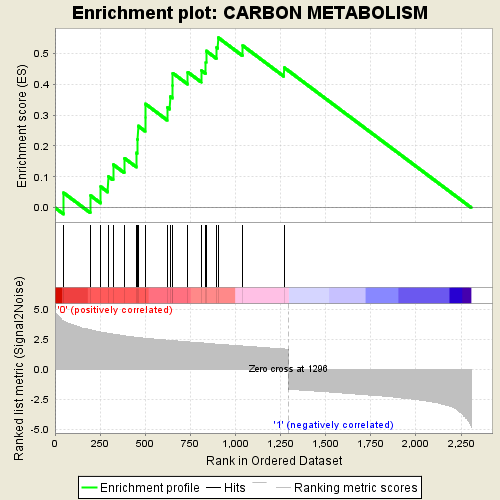 Enrichment plot: CARBON METABOLISM
Enrichment score (ES)
0.5
0.4
0.3
0.2
0.1
0.0
'0' (positively correlated)
Ranked list metric (Signal2Noise)
5.0
2.5
0.0
-2.5
-5.0
Zero cross at 1296
'1' (negatively correlated)
0 250 500 750 1,000 1,250 1,500 1,750 2,000 2,250
Rank in Ordered Dataset
Enrichment profile Hits Ranking metric scores